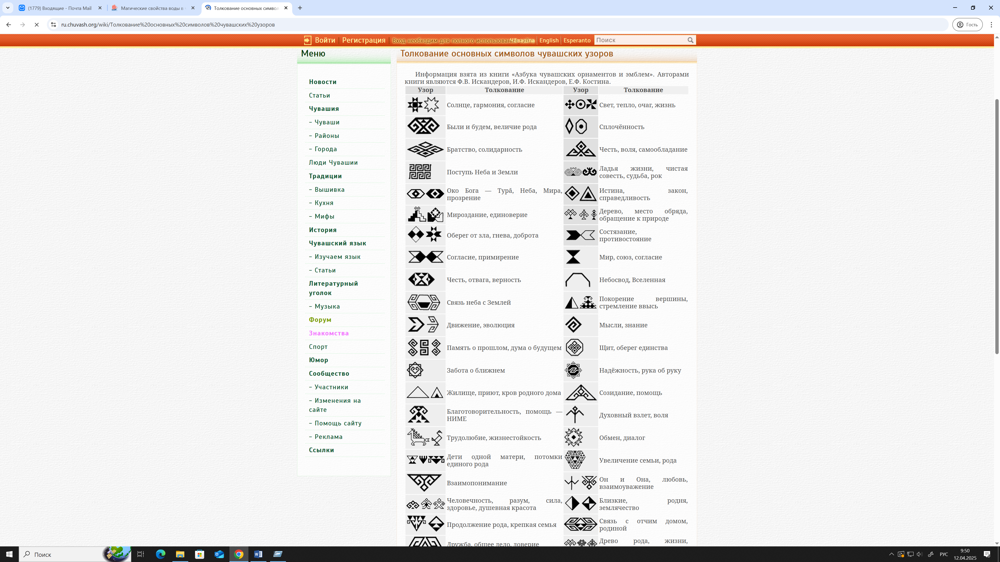 (1779) Входящие - Почта Mail
Магические свойства воды в
Толкование основных символ
ru.chuvash.org/wiki/Толкование%20основных%20символов%20чувашских%20узоров
Гость
Войти
Регистрация
Вход необходим для полного использования
English
Esperanto
Поиск
Меню
Новости
Статьи
Чувашия
- Чуваши
- Районы
- Города
Люди Чувашии
Традиции
- Вышивка
- Кухня
- Мифы
История
Чувашский язык
- Изучаем язык
- Статьи
Литературный
уголок
- Музыка
Форум
Знакомства
Спорт
Юмор
Сообщество
- Участники
- Изменения на
сайте
- Помощь сайту
- Реклама
Ссылки
Толкование основных символов чувашских узоров
Информация взята из книги «Азбука чувашских орнаментов и эмблем». Авторами
книги являются Ф.В. Искандеров, И.Ф. Искандеров, Е.Ф. Костина.
Узор Толкование Узор Толкование
Солнце, гармония, согласие
Свет, тепло, очаг, жизнь
Были и будем, величие рода
Сплочённость
Братство, солидарность
Честь, воля, самообладание
Поступь Неба и Земли
Ладья жизни, чистая
совесть, судьба, рок
Око Бога — Турӑ, Неба, Мира,
прозрение
Истина, закон,
справедливость
Мироздание, единоверие
Дерево, место обряда,
обращение к природе
Оберег от зла, гнева, доброта
Состязание,
противостояние
Согласие, примирение
Мир, союз, согласие
Честь, отвага, верность
Небосвод, Вселенная
Связь неба с Землей
Покорение вершины,
стремление ввысь
Движение, эволюция
Мысли, знание
Память о прошлом, дума о будущем
Щит, оберег единства
Забота о ближнем
Надёжность, рука об руку
Жилище, приют, кров родного дома
Созидание, помощь
Благотворительность, помощь —
НИМЕ
Духовный взлет, воля
Трудолюбие, жизнестойкость
Обмен, диалог
Дети одной матери, потомки
единого рода
Увеличение семьи, рода
Взаимопонимание
Он и Она, любовь,
взаимоуважение
Человечность, разум, сила,
здоровье, душевная красота
Близкие, родня,
землячество
Продолжение рода, крепкая семья
Связь с отчим домом,
родиной
Дружба, общее дело, доверие
Древо рода, жизни,
Поиск
РУС
9:50
12.04.2025